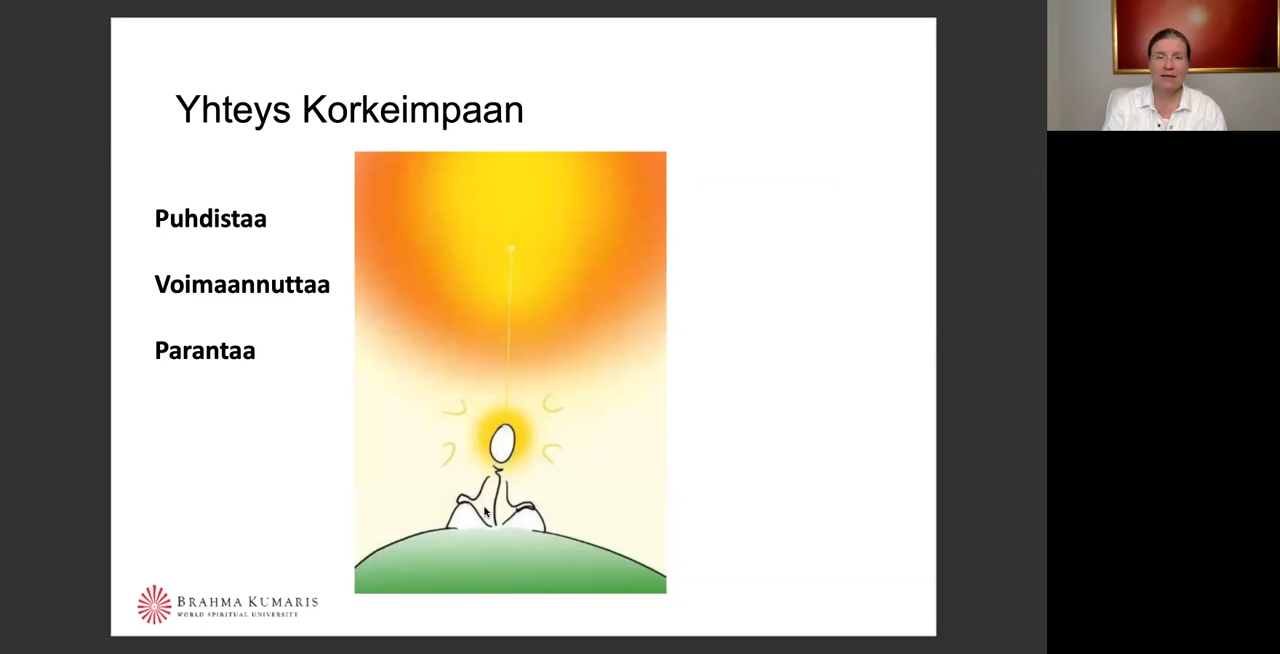 Yhteys Korkeimpaan
Puhdistaa
Voimaannuttaa
Parantaa
BRAHMA KUMARIS
WORLD SPIRITUAL UNIVERSITY